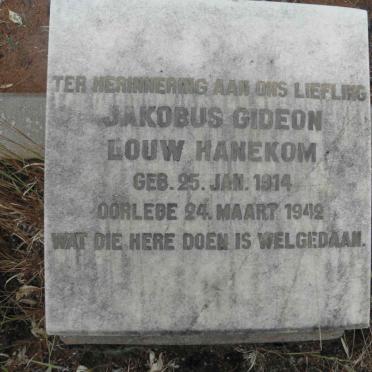 TER HERINNERING AAN ONS LIEFLING
JAKOBUS GIDEON
LOUW HANEKOM
GEB. 25. JAN. 1914
OORLEDE 24. MAART 1942
WAT DIE HERE DOEN IS WELGEDAAN.